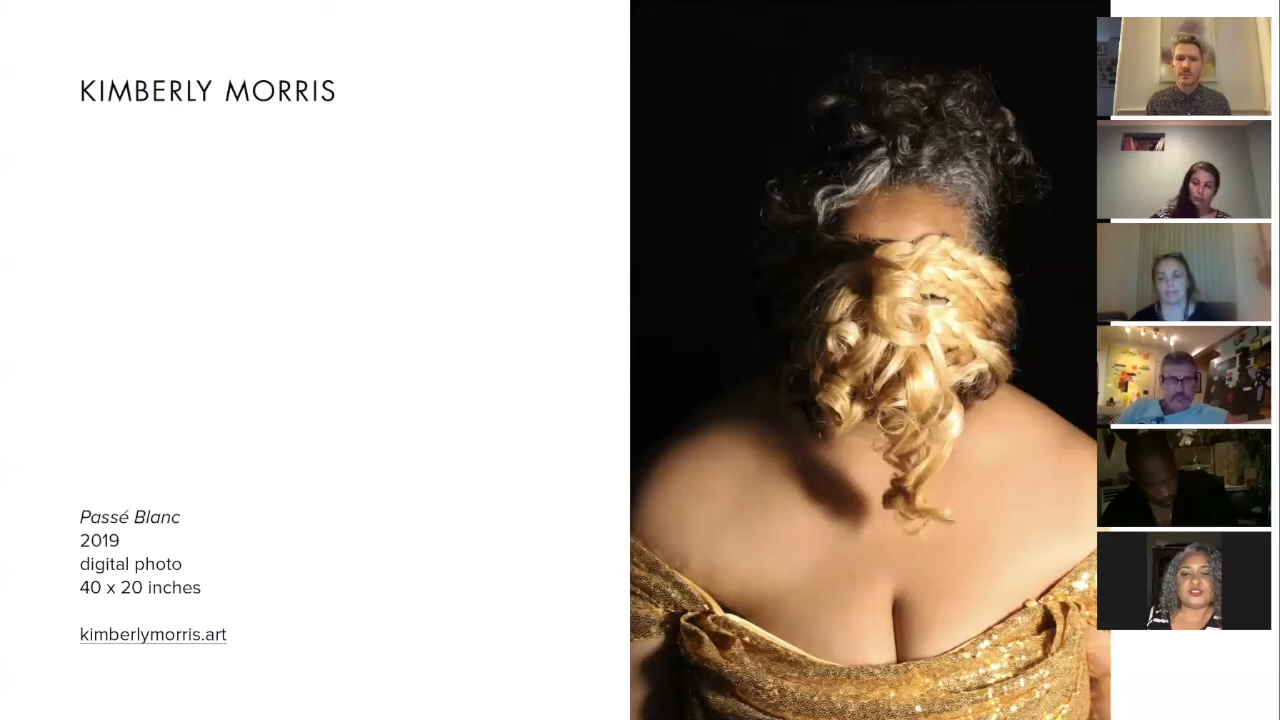 KIMBERLY MORRIS
Passé Blanc
2019
digital photo
40 x 20 inches
kimberlymorris.art